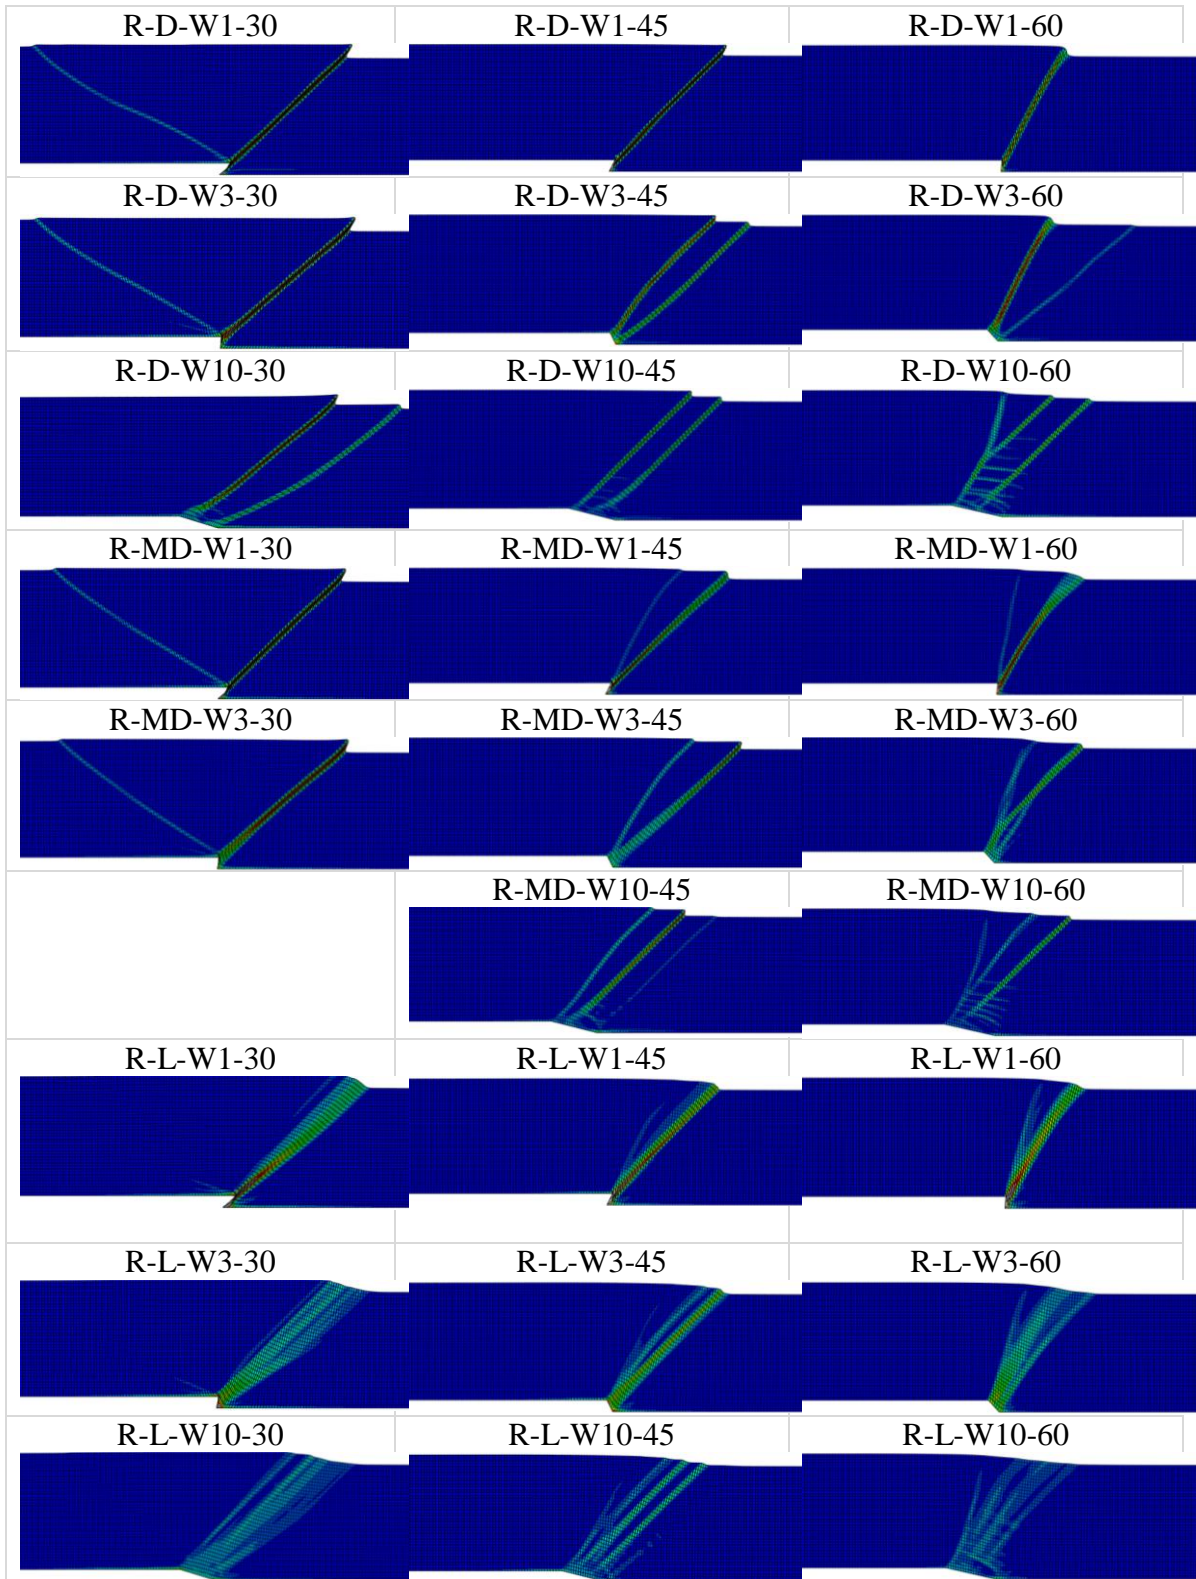 R-D-W1-30 R-D-W1-45 R-D-W1-60
R-D-W3-30 R-D-W3-45 R-D-W3-60
R-D-W10-30 R-D-W10-45 R-D-W10-60
R-MD-W1-30 R-MD-W1-45 R-MD-W1-60
R-MD-W3-30 R-MD-W3-45 R-MD-W3-60
R-MD-W10-45 R-MD-W10-60
R-L-W1-30 R-L-W1-45 R-L-W1-60
R-L-W3-30 R-L-W3-45 R-L-W3-60
R-L-W10-30 R-L-W10-45 R-L-W10-60